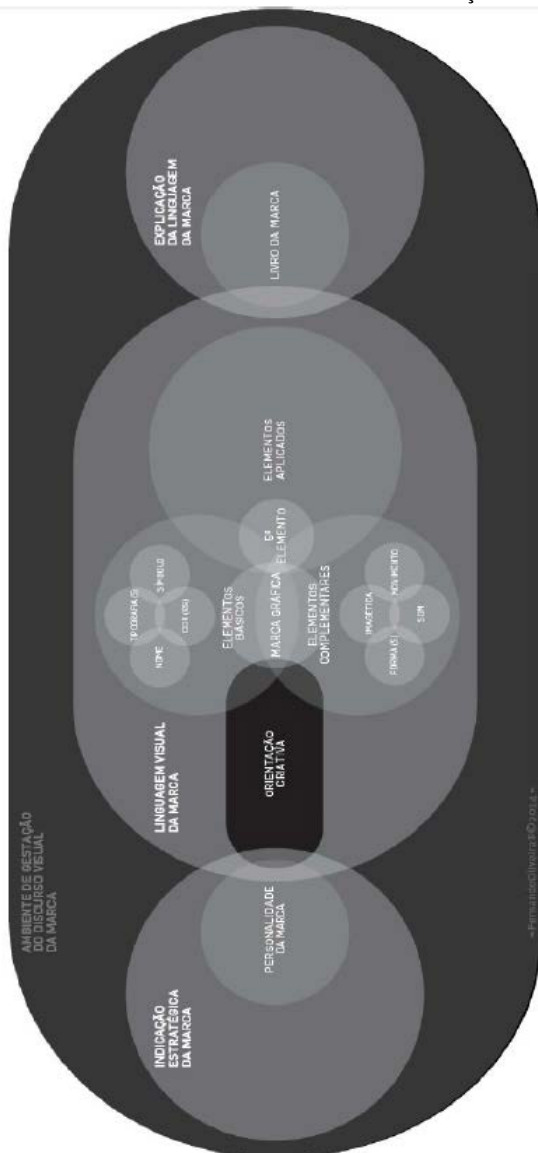 AMBIENTE DE GESTAÇÃO
DO DISCURSO VISUAL
DA MARCA
INDICAÇÃO
ESTRATÉGICA
DA MARCA
PERSONALIDADE
DA MARCA
LINGUAGEM VISUAL
DA MARCA
ORIENTAÇÃO
CRIATIVA
ELEMENTOS
BÁSICOS
NOME
TIPOGRAFIA(S)
COR (ES)
SÍMBOLO
MARCA GRÁFICA
5º
ELEMENTO
ELEMENTOS
COMPLEMENTARES
FORMA (S)
IMAGÉTICA
SOM
MOVIMENTO
ELEMENTOS
APLICADOS
EXPLICAÇÃO
DA LINGUAGEM
DA MARCA
LIVRO DA MARCA